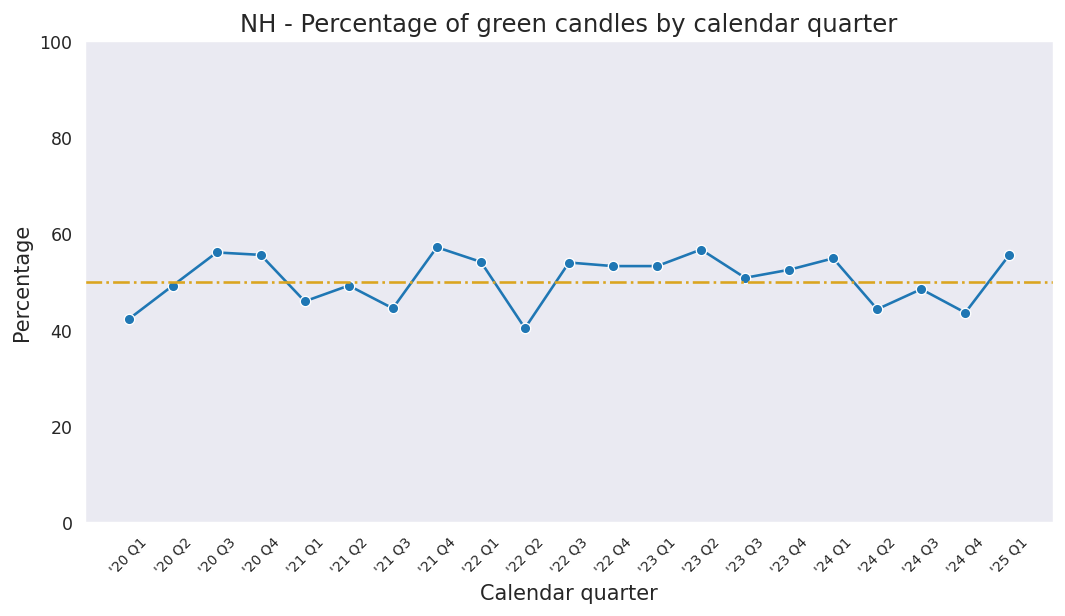 NH - Percentage of green candles by calendar quarter
100
80
60
40
20
0
Percentage
'20 Q1
'20 Q2
'20 Q3
'20 Q4
'21 Q1
'21 Q2
'21 Q3
'21 Q4
'22 Q1
'22 Q2
'22 Q3
'22 Q4
'23 Q1
'23 Q2
'23 Q3
'23 Q4
'24 Q1
'24 Q2
'24 Q3
'24 Q4
'25 Q1
Calendar quarter